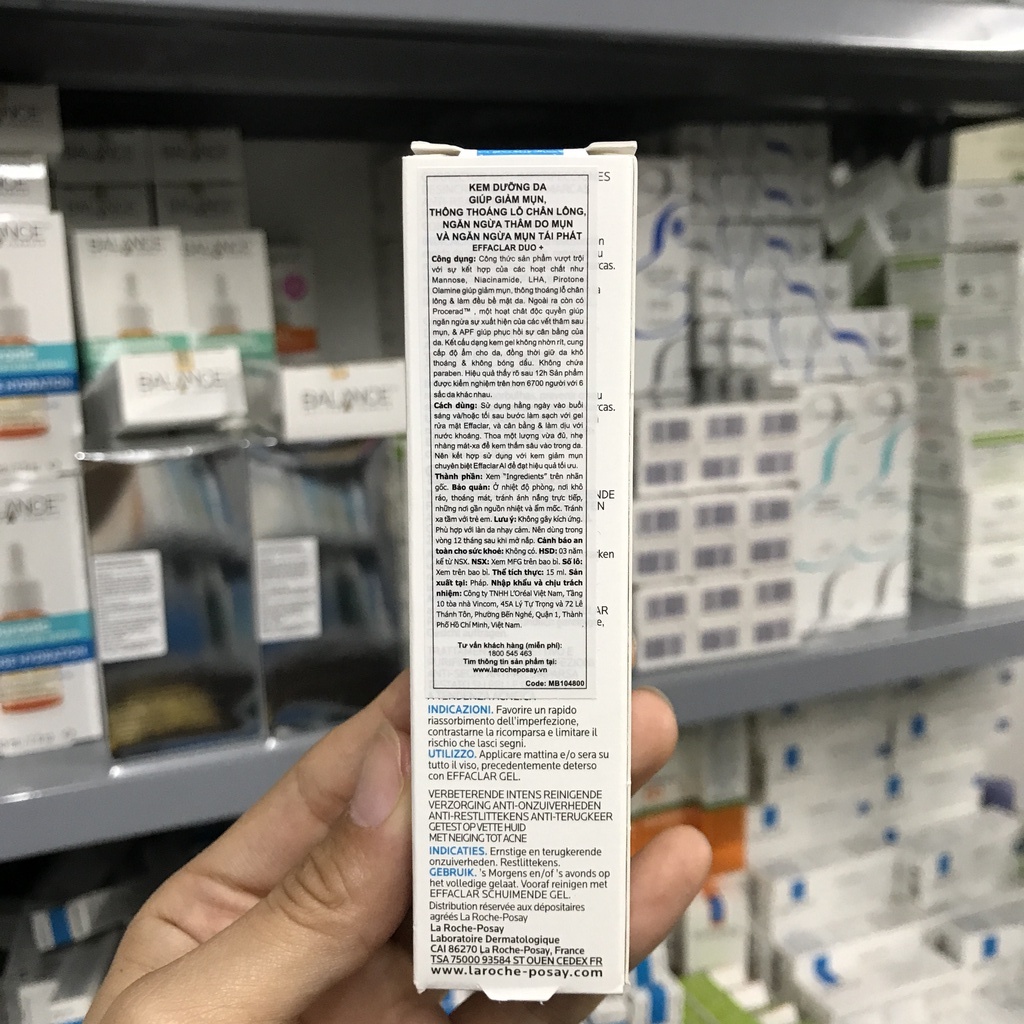 KEM DƯỠNG DA
GIÚP GIẢM MỤN,
THÔNG THOÁNG LỖ CHÂN LÔNG,
NGĂN NGỪA THÂM DO MỤN
VÀ NGĂN NGỪA MỤN TÁI PHÁT
EFFACLAR DUO +
Công dụng: Công thức sản phẩm vượt trội
với sự kết hợp của các hoạt chất như
Mannose, Niacinamide, LHA, Pirotone
Olamine giúp giảm mụn, thông thoáng lỗ chân
lông & làm đều bề mặt da. Ngoài ra còn có
Procerad™ , một hoạt chất độc quyền giúp
ngăn ngừa sự xuất hiện của các vết thâm sau
mụn, & APF giúp phục hồi sự cân bằng của
da. Kết cấu dạng kem gel không nhờn rít, cung
cấp độ ẩm cho da, đồng thời giữ da khô
thoáng & không bóng dầu. Không chứa
paraben. Hiệu quả thấy rõ sau 12h Sản phẩm
được kiểm nghiệm trên hơn 6700 người với 6
sắc da khác nhau.
Cách dùng: Sử dụng hằng ngày vào buổi
sáng và/hoặc tối sau bước làm sạch với gel
rửa mặt Effaclar, và cân bằng & làm dịu với
nước khoáng. Thoa một lượng vừa đủ, nhẹ
nhàng mát-xa để kem thấm sâu vào trong da.
Nên kết hợp sử dụng với kem giảm mụn
chuyên biệt Effaclar AI để đạt hiệu quả tối ưu.
Thành phần: Xem "Ingredients" trên nhãn
gốc. Bảo quản: Ở nhiệt độ phòng, nơi khô
ráo, thoáng mát, tránh ánh nắng trực tiếp,
những nơi gần nguồn nhiệt và ẩm mốc. Tránh
xa tầm với trẻ em. Lưu ý: Không gây kích ứng.
Phù hợp với làn da nhạy cảm. Nên dùng trong
vòng 12 tháng sau khi mở nắp. Cảnh báo an
toàn cho sức khoẻ: Không có. HSD: 03 năm
kể từ NSX. NSX: Xem MFG trên bao bì. Số lô:
Xem trên bao bì. Thể tích thực: 15 ml. Sản
xuất tại: Pháp. Nhập khẩu và chịu trách
nhiệm: Công ty TNHH L'Oréal Việt Nam, Tầng
10 tòa nhà Vincom, 45A Lý Tự Trọng và 72 Lê
Thánh Tôn, Phường Bến Nghé, Quận 1, Thành
Phố Hồ Chí Minh, Việt Nam.
Tư vấn khách hàng (miễn phí):
1800 545 463
Tìm thông tin sản phẩm tại:
www.larocheposay.vn
Code: MB104800
INDICAZIONI. Favorire un rapido
riassorbimento dell'imperfezione,
contrastarne la ricomparsa e limitare il
rischio che lasci segni.
UTILIZZO. Applicare mattina e/o sera su
tutto il viso, precedentemente deterso
con EFFACLAR GEL.
VERBETERENDE INTENS REINIGENDE
VERZORGING ANTI-ONZUIVERHEDEN
ANTI-RESTLITTEKENS ANTI-TERUGKEER
GETEST OP VETTE HUID
MET NEIGING TOT ACNE
INDICATIES. Ernstige en terugkerende
onzuiverheden. Restlittekens.
GEBRUIK. 's Morgens en/of 's avonds op
het volledige gelaat. Vooraf reinigen met
EFFACLAR SCHUIMENDE GEL.
Distribution réservée aux dépositaires
agréés La Roche-Posay
La Roche-Posay
Laboratoire Dermatologique
CAI 86270 La Roche-Posay, France
TSA 75000 93584 ST OUEN CEDEX FR
www.laroche-posay.com
BALANCE
BALANCE
BALANCE
HYDRATION